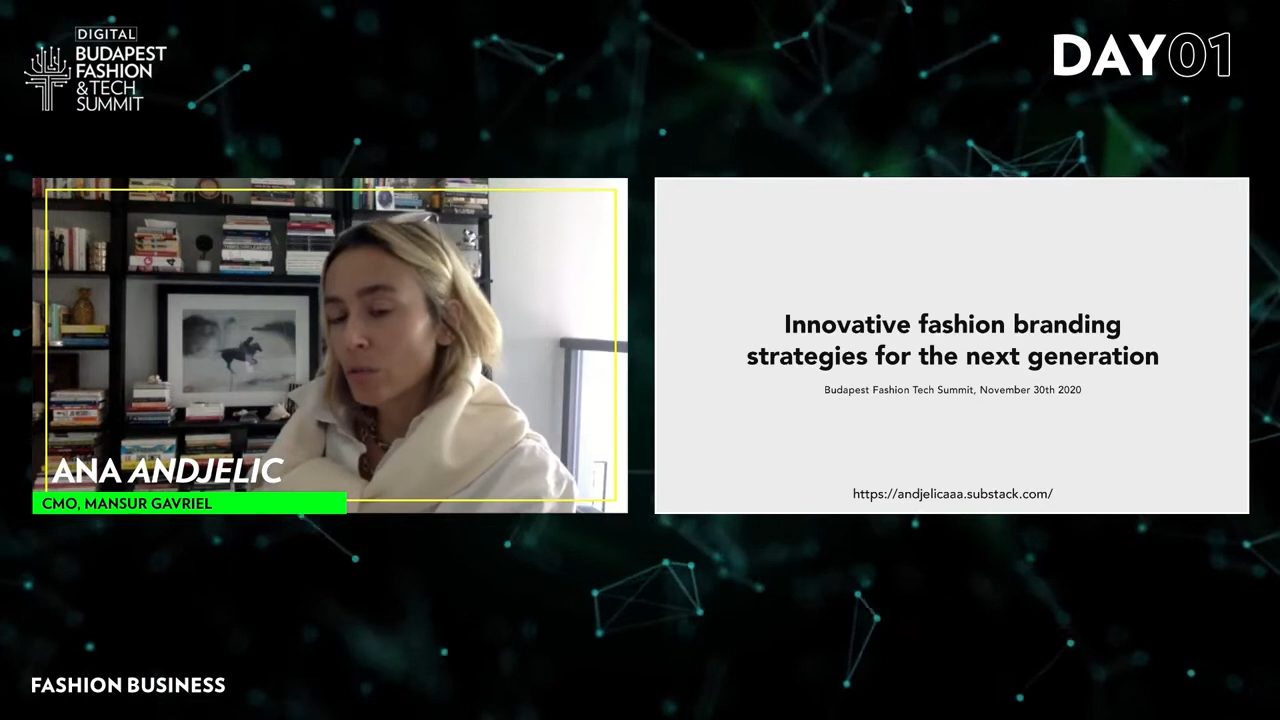 DIGITAL
BUDAPEST
FASHION
&TECH
SUMMIT
DAY01
ANA ANDJELIC
CMO, MANSUR GAVRIEL
Innovative fashion branding
strategies for the next generation
Budapest Fashion Tech Summit, November 30th 2020
https://andjelicaaa.substack.com/
FASHION BUSINESS